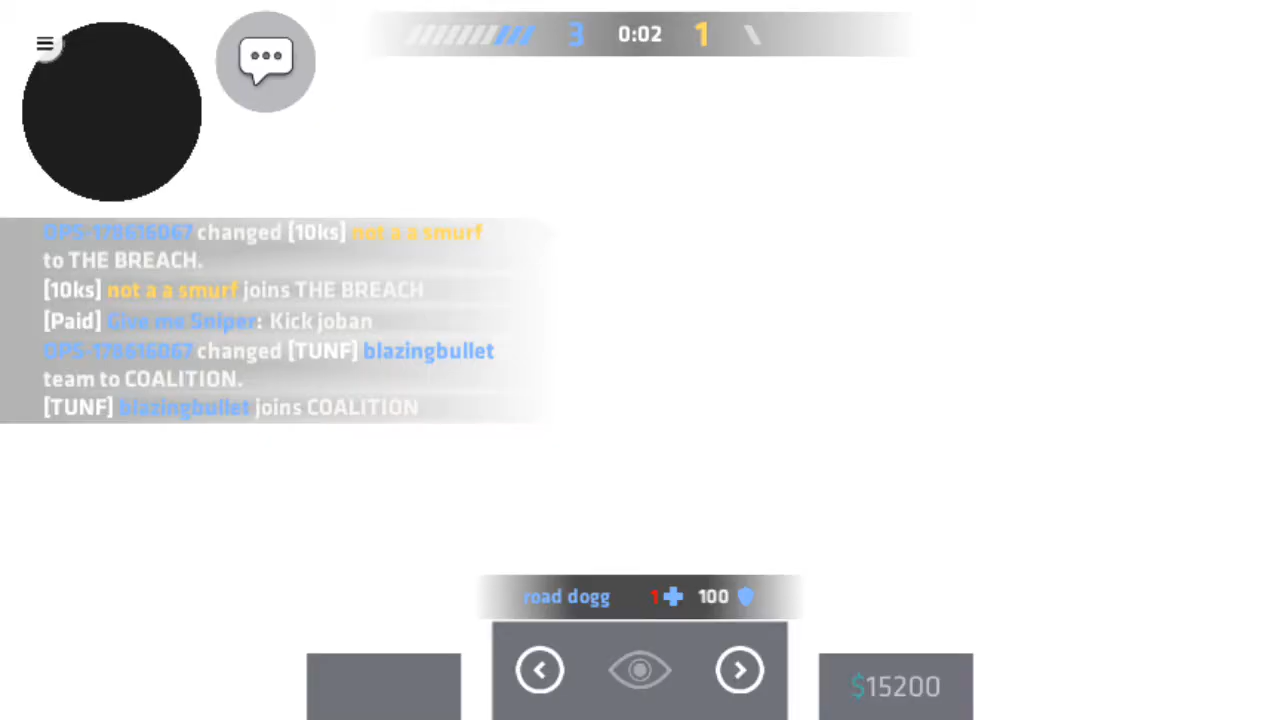 3 0:02 1
OPS-178616067 changed [10ks] not a a smurf
to THE BREACH.
[10ks] not a a smurf joins THE BREACH
[Paid] Give me Sniper: Kick joban
OPS-178616067 changed [TUNF] blazingbullet
team to COALITION.
[TUNF] blazingbullet joins COALITION
road dogg 1 100
$15200